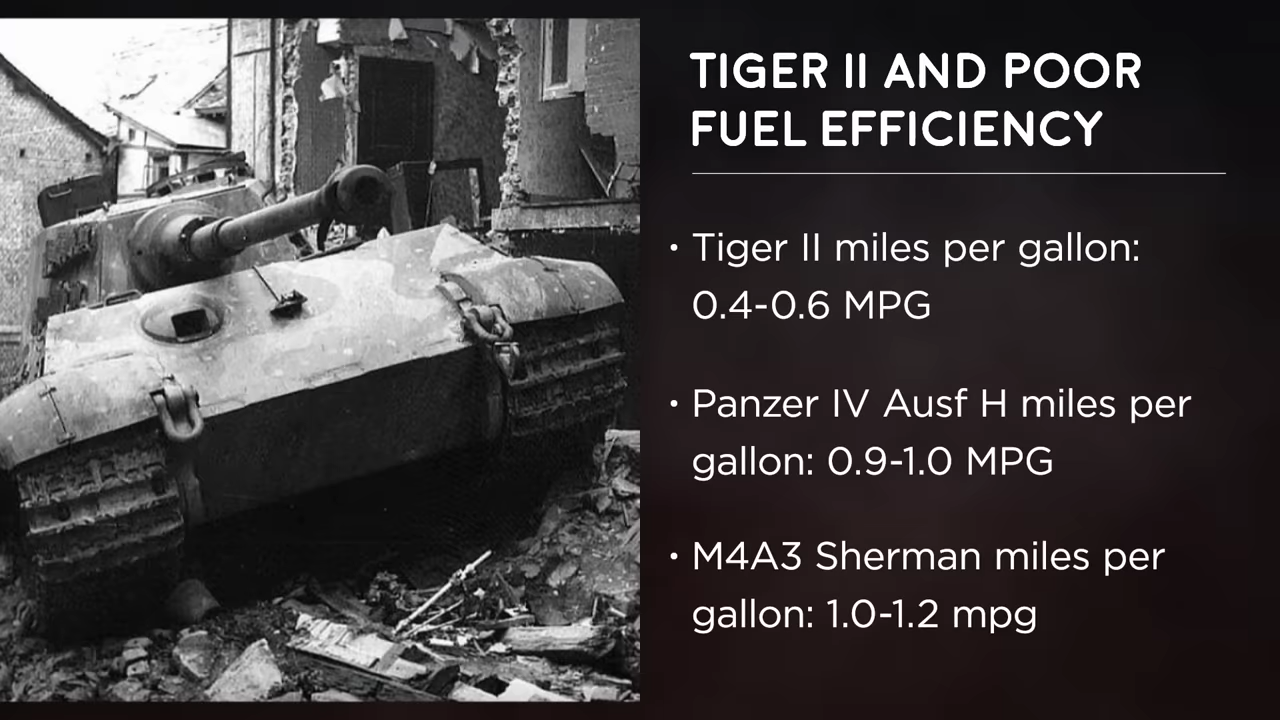 TIGER II AND POOR
FUEL EFFICIENCY
• Tiger II miles per gallon:
0.4-0.6 MPG
• Panzer IV Ausf H miles per
gallon: 0.9-1.0 MPG
• M4A3 Sherman miles per
gallon: 1.0-1.2 mpg